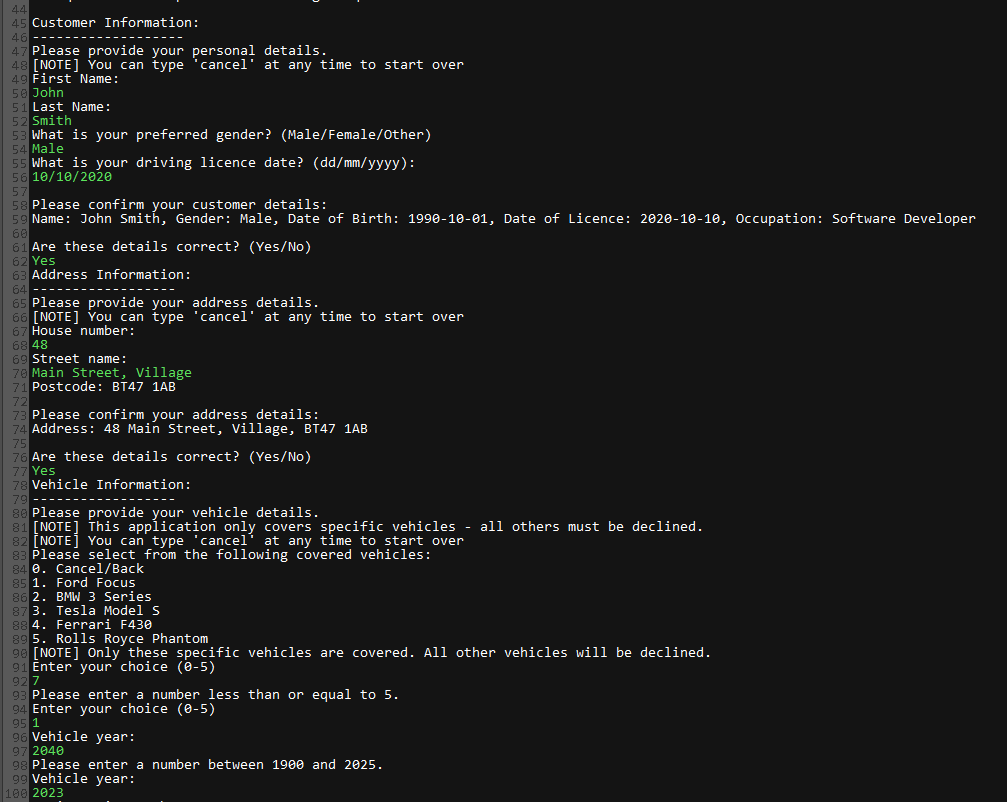 44
45 Customer Information:
46 -------------------
47 Please provide your personal details.
48 [NOTE] You can type 'cancel' at any time to start over
49 First Name:
50 John
51 Last Name:
52 Smith
53 What is your preferred gender? (Male/Female/Other)
54 Male
55 What is your driving licence date? (dd/mm/yyyy):
56 10/10/2020
57
58 Please confirm your customer details:
59 Name: John Smith, Gender: Male, Date of Birth: 1990-10-01, Date of Licence: 2020-10-10, Occupation: Software Developer
60
61 Are these details correct? (Yes/No)
62 Yes
63 Address Information:
64 ------------------
65 Please provide your address details.
66 [NOTE] You can type 'cancel' at any time to start over
67 House number:
68 48
69 Street name:
70 Main Street, Village
71 Postcode: BT47 1AB
72
73 Please confirm your address details:
74 Address: 48 Main Street, Village, BT47 1AB
75
76 Are these details correct? (Yes/No)
77 Yes
78 Vehicle Information:
79 ------------------
80 Please provide your vehicle details.
81 [NOTE] This application only covers specific vehicles - all others must be declined.
82 [NOTE] You can type 'cancel' at any time to start over
83 Please select from the following covered vehicles:
84 0. Cancel/Back
85 1. Ford Focus
86 2. BMW 3 Series
87 3. Tesla Model S
88 4. Ferrari F430
89 5. Rolls Royce Phantom
90 [NOTE] Only these specific vehicles are covered. All other vehicles will be declined.
91 Enter your choice (0-5)
92 7
93 Please enter a number less than or equal to 5.
94 Enter your choice (0-5)
95 1
96 Vehicle year:
97 2040
98 Please enter a number between 1900 and 2025.
99 Vehicle year:
100 2023